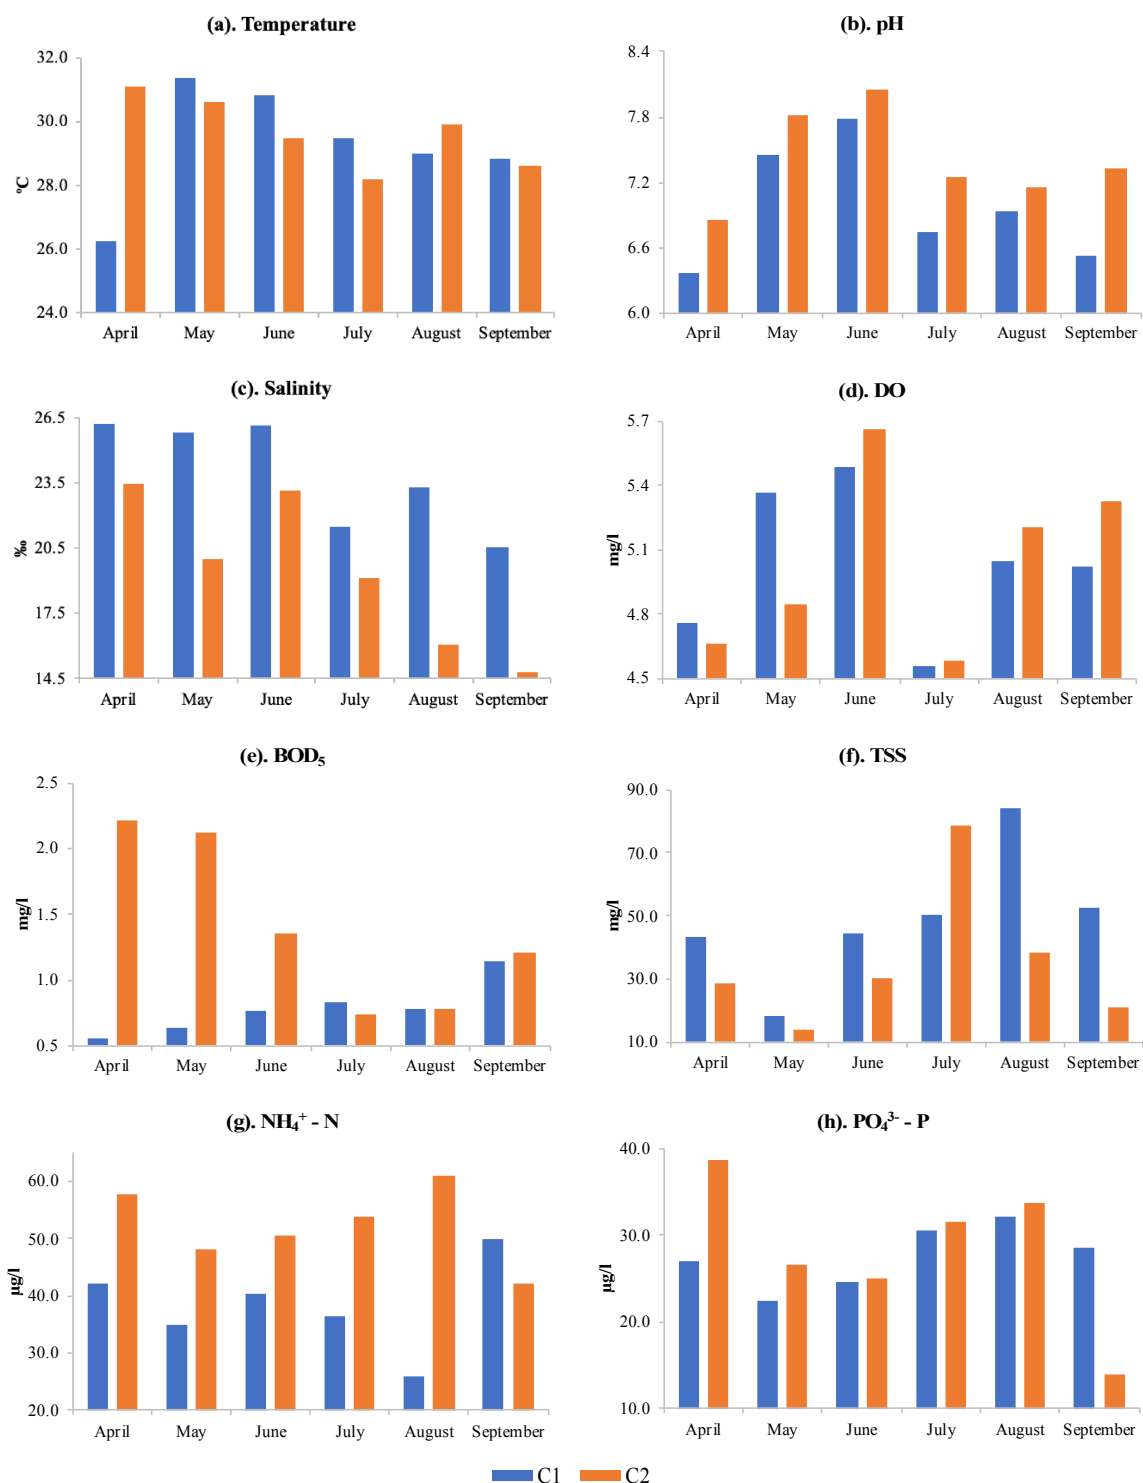 (a). Temperature
32.0
30.0
28.0
26.0
24.0
ºC
April May June July August September
(b). pH
8.4
7.8
7.2
6.6
6.0
April May June July August September
(c). Salinity
26.5
23.5
20.5
17.5
14.5
‰
April May June July August September
(d). DO
5.7
5.4
5.1
4.8
4.5
mg/l
April May June July August September
(e). BOD₅
2.5
2.0
1.5
1.0
0.5
mg/l
April May June July August September
(f). TSS
90.0
70.0
50.0
30.0
10.0
mg/l
April May June July August September
(g). NH₄⁺ - N
60.0
50.0
40.0
30.0
20.0
µg/l
April May June July August September
(h). PO₄³⁻ - P
40.0
30.0
20.0
10.0
µg/l
April May June July August September
C1 C2